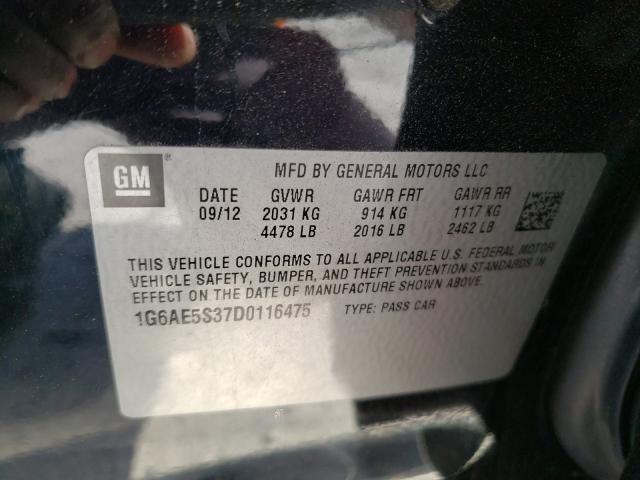 GM
MFD BY GENERAL MOTORS LLC
DATE GVWR GAWR FRT GAWR RR
09/12 2031 KG 914 KG 1117 KG
4478 LB 2016 LB 2462 LB
THIS VEHICLE CONFORMS TO ALL APPLICABLE U.S. FEDERAL MOTOR
VEHICLE SAFETY, BUMPER, AND THEFT PREVENTION STANDARDS IN
EFFECT ON THE DATE OF MANUFACTURE SHOWN ABOVE.
1G6AE5S37D0116475 TYPE: PASS CAR